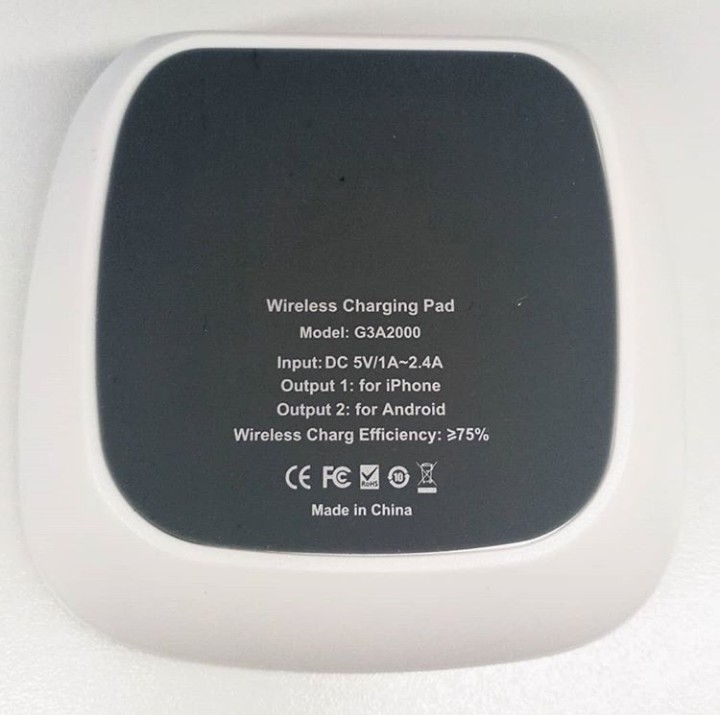 Wireless Charging Pad
Model: G3A2000
Input: DC 5V/1A~2.4A
Output 1: for iPhone
Output 2: for Android
Wireless Charg Efficiency: ≥75%
CE FC RoHS 10
Made in China